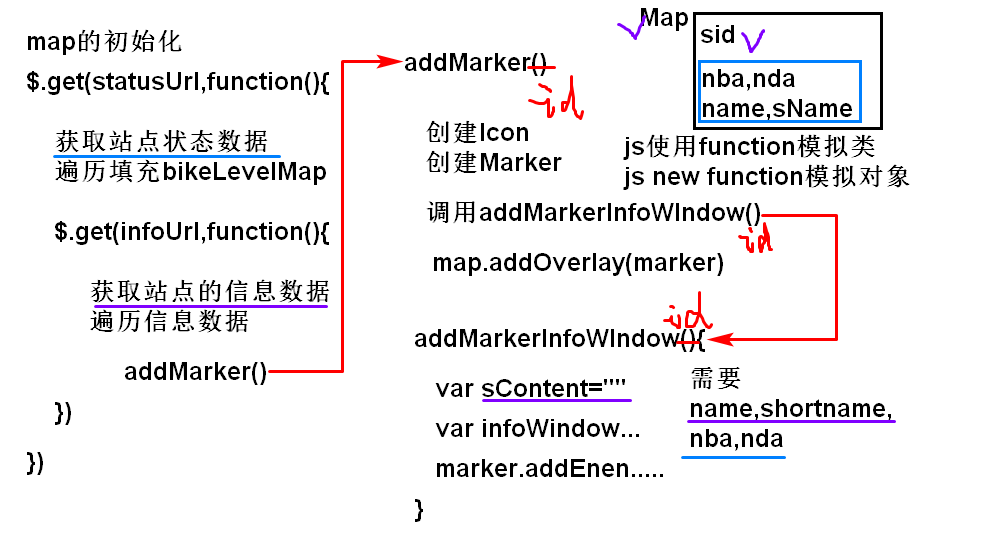 map的初始化
$.get(statusUrl,function(){
获取站点状态数据
遍历填充bikeLevelMap
$.get(infoUrl,function(){
获取站点的信息数据
遍历信息数据
addMarker()
})
})
addMarker()
id
创建Icon
创建Marker
调用addMarkerInfoWIndow()
id
map.addOverlay(marker)
id
addMarkerInfoWIndow(){
var sContent=""
var infoWindow...
marker.addEnen.....
}
需要
name,shortname,
nba,nda
Map
sid
nba,nda
name,sName
js使用function模拟类
js new function模拟对象